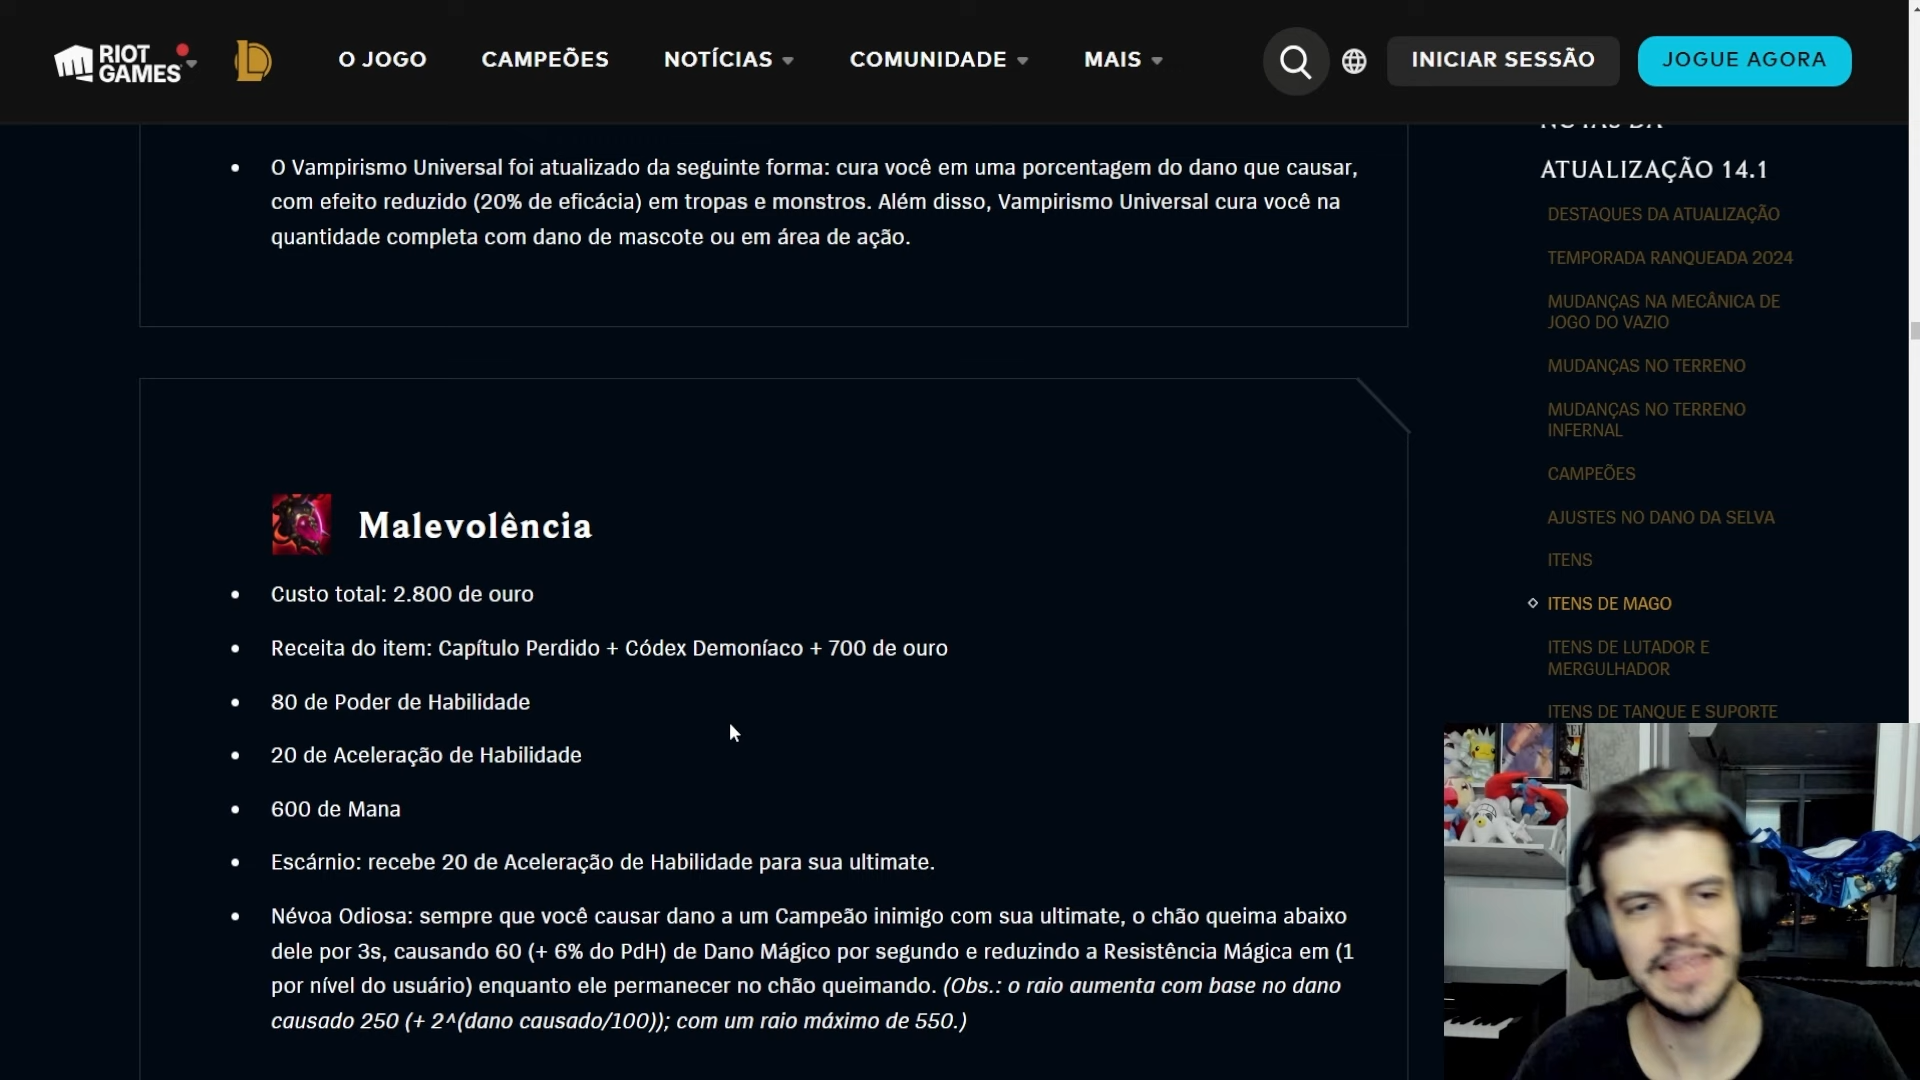 RIOT GAMES
O JOGO
CAMPEÕES
NOTÍCIAS
COMUNIDADE
MAIS
INICIAR SESSÃO
JOGUE AGORA
• O Vampirismo Universal foi atualizado da seguinte forma: cura você em uma porcentagem do dano que causar,
com efeito reduzido (20% de eficácia) em tropas e monstros. Além disso, Vampirismo Universal cura você na
quantidade completa com dano de mascote ou em área de ação.
Malevolência
• Custo total: 2.800 de ouro
• Receita do item: Capítulo Perdido + Códex Demoníaco + 700 de ouro
• 80 de Poder de Habilidade
• 20 de Aceleração de Habilidade
• 600 de Mana
• Escárnio: recebe 20 de Aceleração de Habilidade para sua ultimate.
• Névoa Odiosa: sempre que você causar dano a um Campeão inimigo com sua ultimate, o chão queima abaixo
dele por 3s, causando 60 (+ 6% do PdH) de Dano Mágico por segundo e reduzindo a Resistência Mágica em (1
por nível do usuário) enquanto ele permanecer no chão queimando. (Obs.: o raio aumenta com base no dano
causado 250 (+ 2^(dano causado/100)); com um raio máximo de 550.)
NOTAS DA
ATUALIZAÇÃO 14.1
DESTAQUES DA ATUALIZAÇÃO
TEMPORADA RANQUEADA 2024
MUDANÇAS NA MECÂNICA DE
JOGO DO VAZIO
MUDANÇAS NO TERRENO
MUDANÇAS NO TERRENO
INFERNAL
CAMPEÕES
AJUSTES NO DANO DA SELVA
ITENS
ITENS DE MAGO
ITENS DE LUTADOR E
MERGULHADOR
ITENS DE TANQUE E SUPORTE